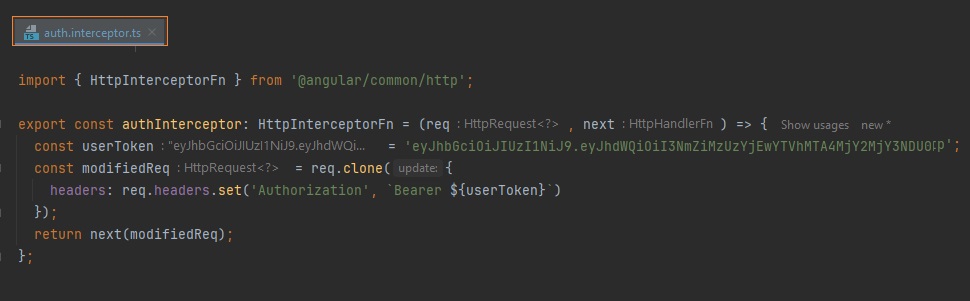 auth.interceptor.ts
import { HttpInterceptorFn } from '@angular/common/http';
export const authInterceptor: HttpInterceptorFn = (req : HttpRequest<?> , next : HttpHandlerFn ) => { Show usages new *
const userToken : "eyJhbGciOiJIUzI1NiJ9.eyJhdWQi... = 'eyJhbGciOiJIUzI1NiJ9.eyJhdWQiOiI3NmZiMzUzYjEwYTVhMTA4MjY2MjY3NDU0
const modifiedReq : HttpRequest<?> = req.clone( update: {
headers: req.headers.set('Authorization', `Bearer ${userToken}`)
});
return next(modifiedReq);
};